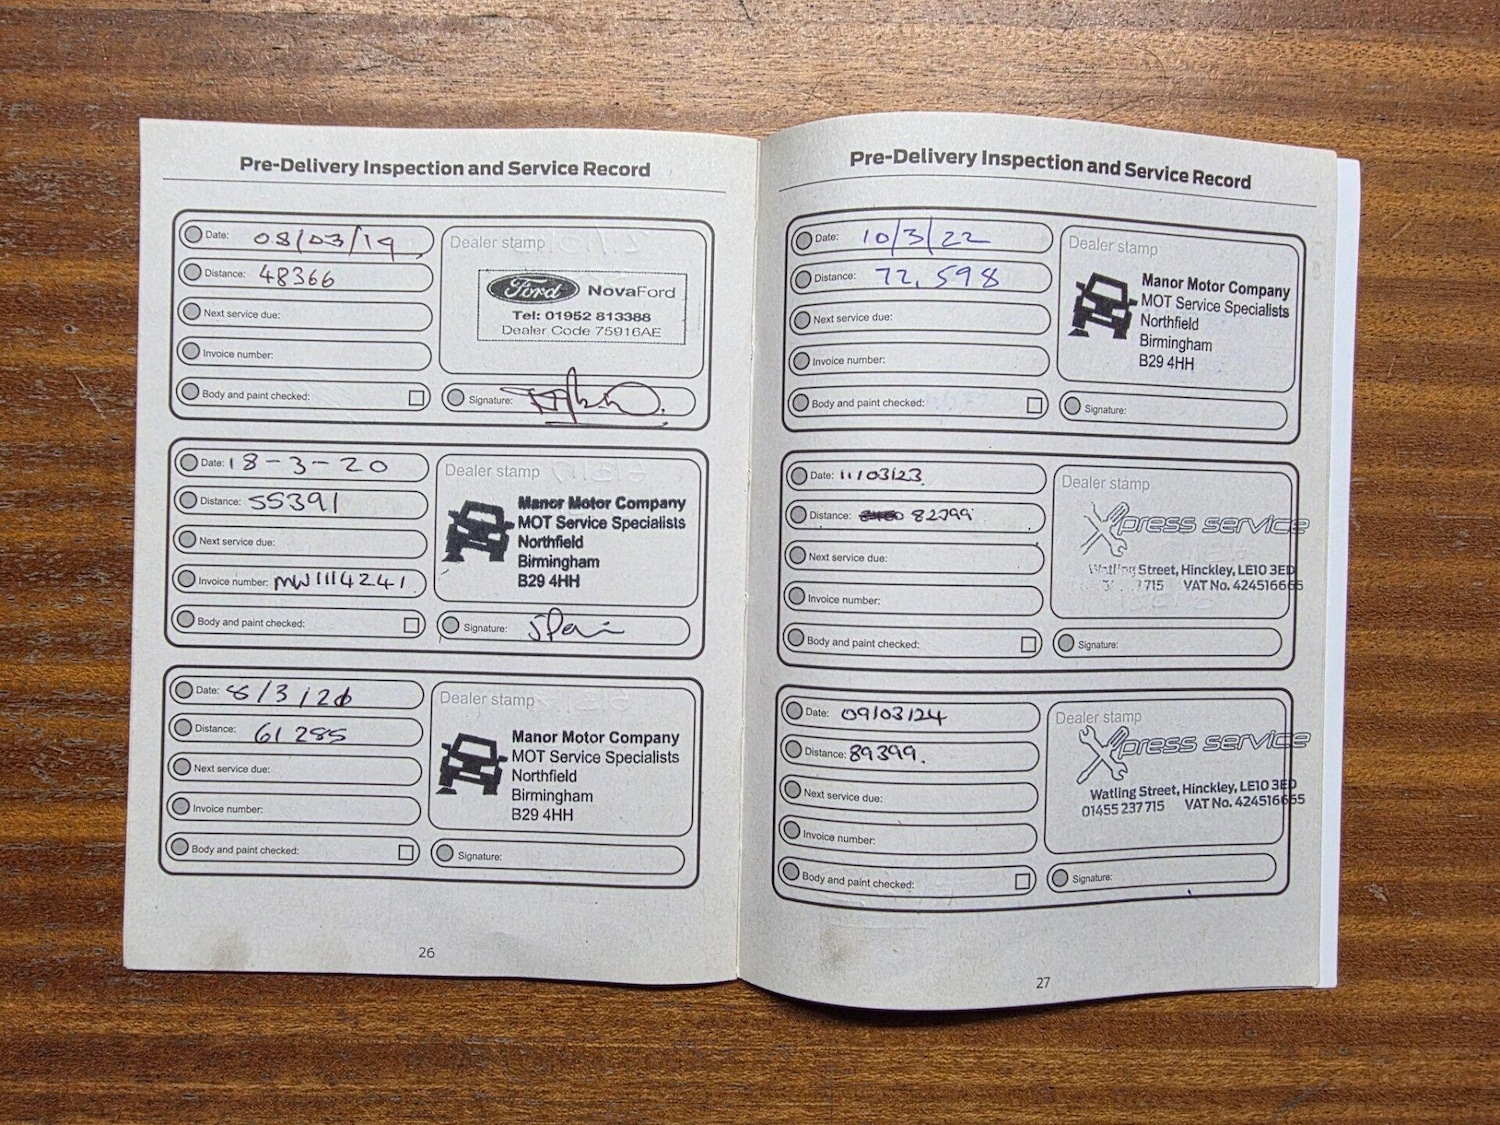 Pre-Delivery Inspection and Service Record
Date: 08/03/19
Distance: 48366
Next service due:
Invoice number:
Body and paint checked:
Dealer stamp
Ford NovaFord
Tel: 01952 813388
Dealer Code 75916AE
Signature:
Date: 18-3-20
Distance: 55391
Next service due:
Invoice number: MW1114241
Body and paint checked:
Dealer stamp
Manor Motor Company
MOT Service Specialists
Northfield
Birmingham
B29 4HH
Signature:
Date: 8/3/20
Distance: 61285
Next service due:
Invoice number:
Body and paint checked:
Dealer stamp
Manor Motor Company
MOT Service Specialists
Northfield
Birmingham
B29 4HH
Signature:
26
Pre-Delivery Inspection and Service Record
Date: 10/3/22
Distance: 72,598
Next service due:
Invoice number:
Body and paint checked:
Dealer stamp
Manor Motor Company
MOT Service Specialists
Northfield
Birmingham
B29 4HH
Signature:
Date: 11/03/23.
Distance: 82799
Next service due:
Invoice number:
Body and paint checked:
Dealer stamp
Xpress service
Watling Street, Hinckley, LE10 3ED
7715 VAT No. 424516665
Signature:
Date: 09/03/24
Distance: 89399.
Next service due:
Invoice number:
Body and paint checked:
Dealer stamp
Xpress service
Watling Street, Hinckley, LE10 3ED
01455 237715 VAT No. 424516665
Signature:
27